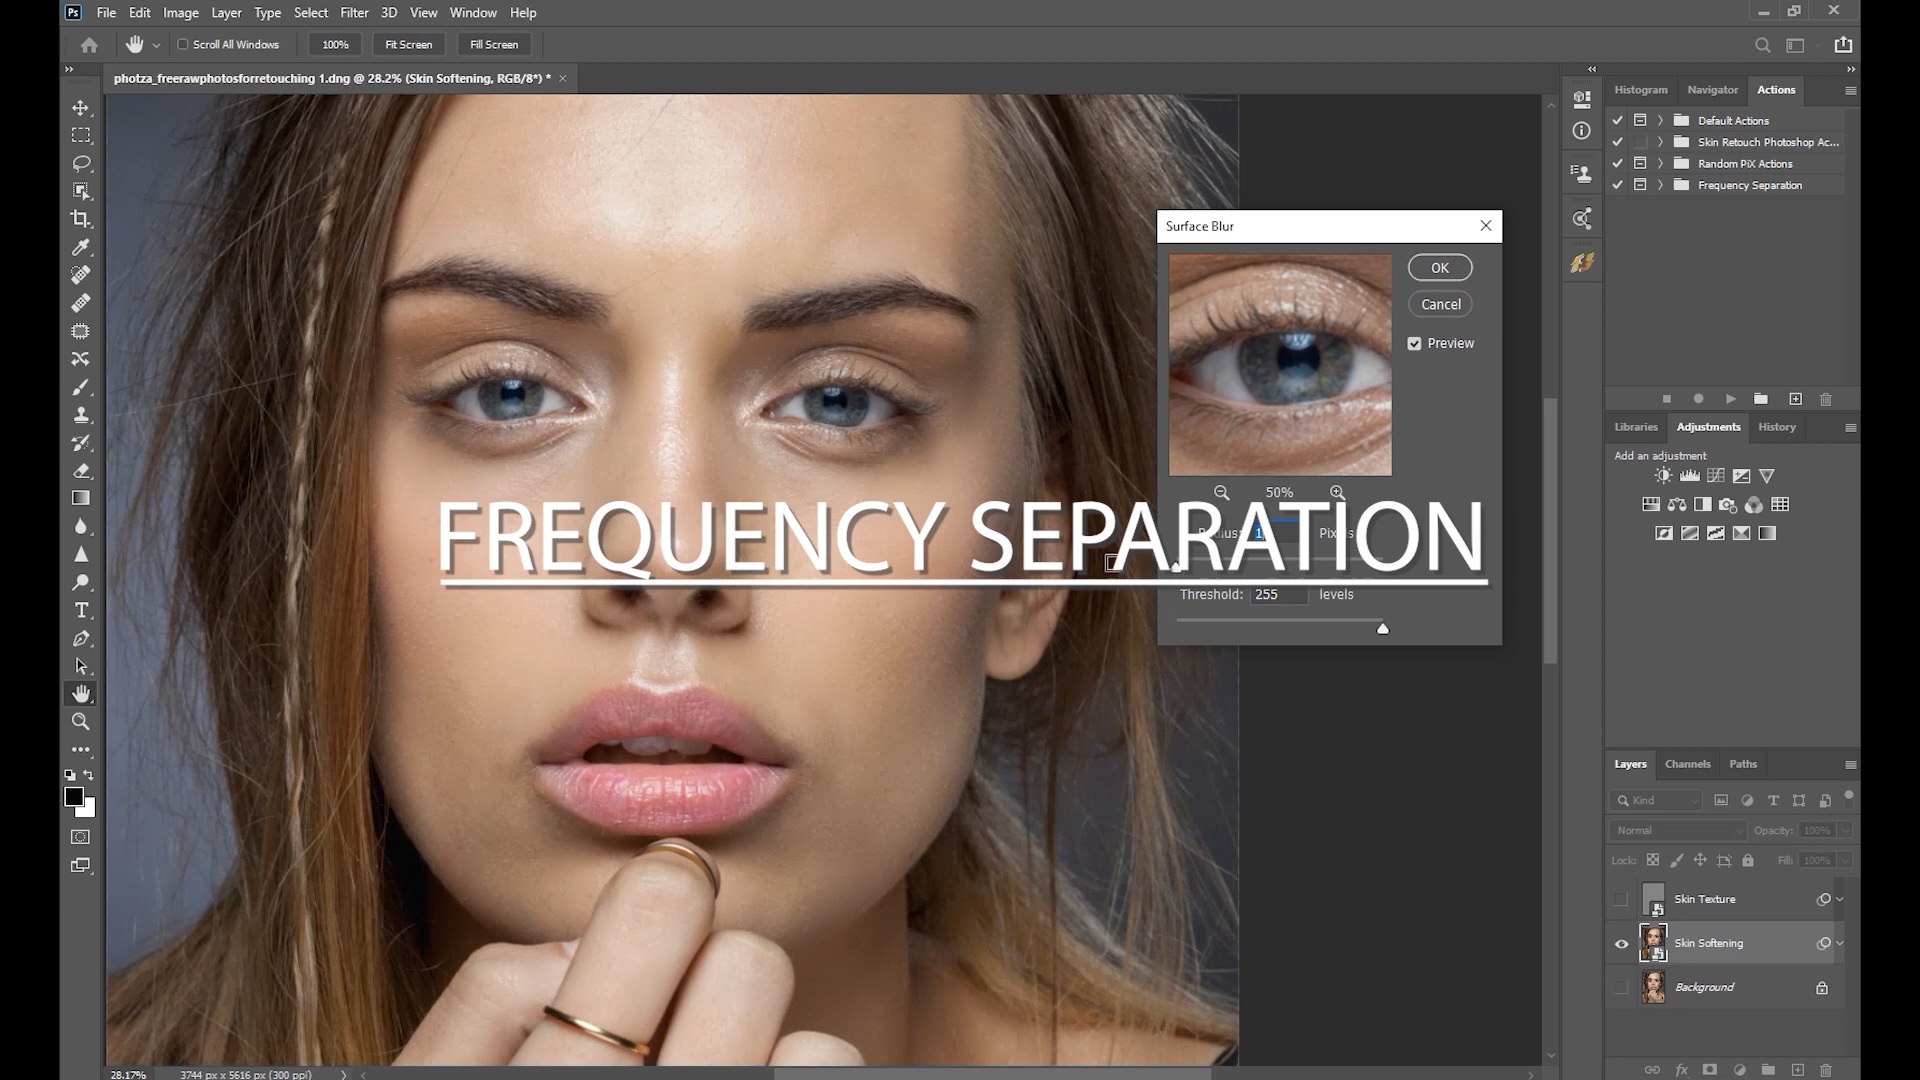 Ps File Edit Image Layer Type Select Filter 3D View Window Help
Scroll All Windows 100% Fit Screen Fill Screen
photza_freerawphotosforretouching 1.dng @ 28.2% (Skin Softening, RGB/8*) *
Histogram Navigator Actions
Default Actions
Skin Retouch Photoshop Ac...
Random PiX Actions
Frequency Separation
Surface Blur
OK
Cancel
Preview
50%
Radius: 1 Pixels
FREQUENCY SEPARATION
Threshold: 255 levels
Libraries Adjustments History
Add an adjustment
Layers Channels Paths
Kind
Normal Opacity: 100%
Lock: Fill: 100%
Skin Texture
Skin Softening
Background
28.17% 3744 px x 5616 px (300 ppi)